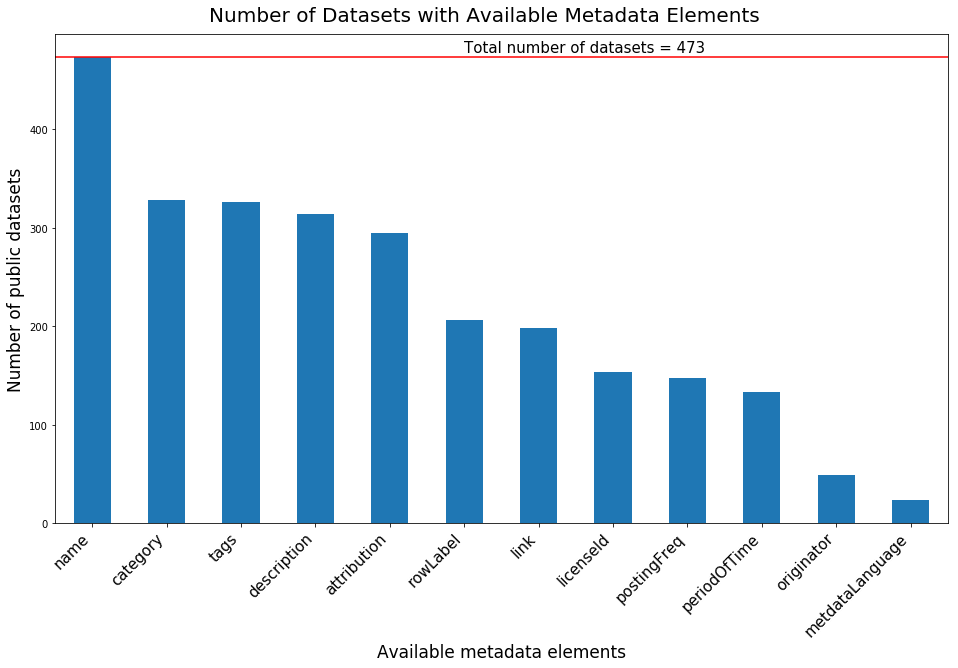 Number of Datasets with Available Metadata Elements
Total number of datasets = 473
Number of public datasets
400
300
200
100
0
name
category
tags
description
attribution
rowLabel
link
licenseId
postingFreq
periodOfTime
originator
metdataLanguage
Available metadata elements